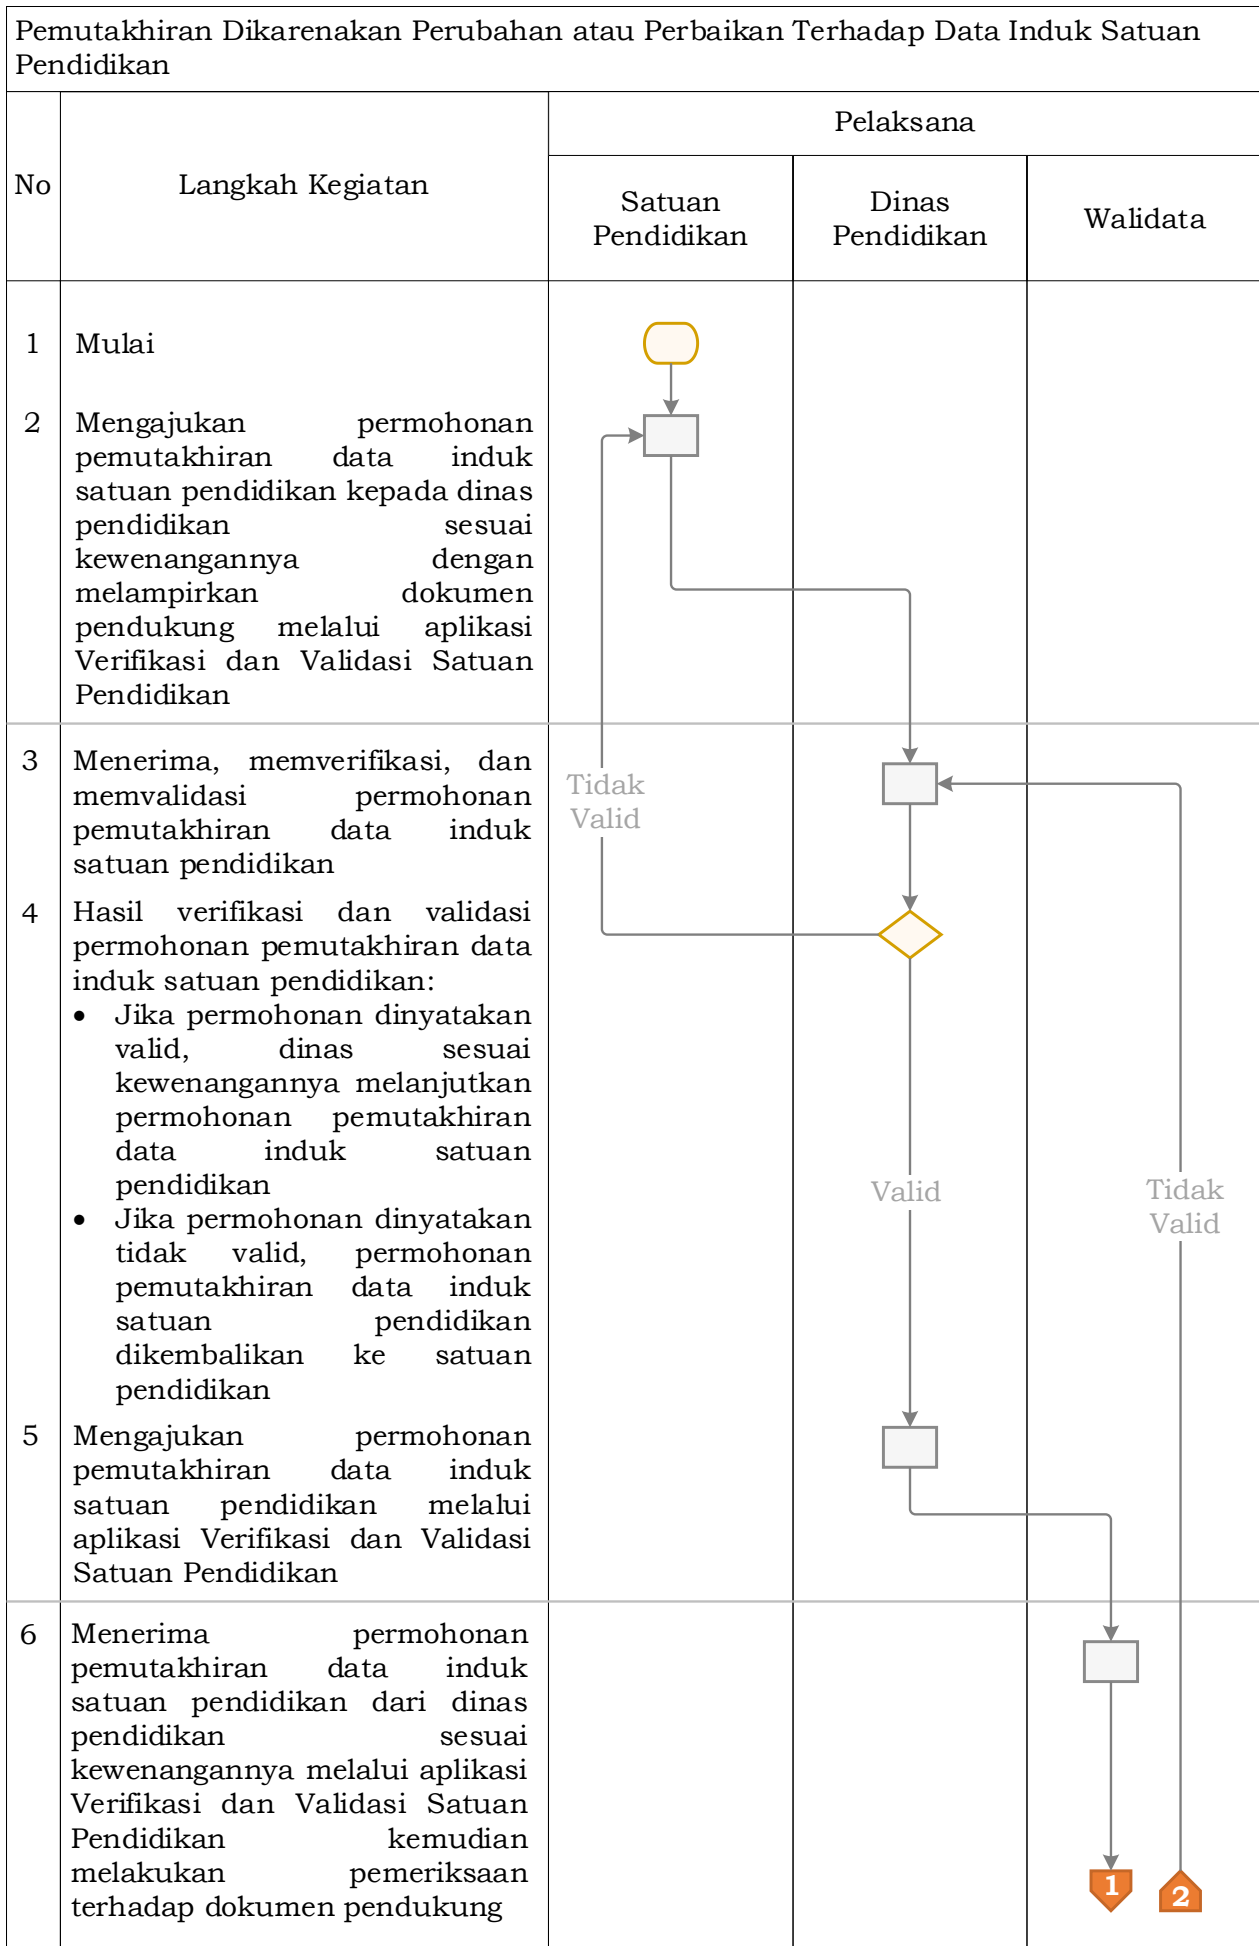 Pemutakhiran Dikarenakan Perubahan atau Perbaikan Terhadap Data Induk Satuan
Pendidikan
No
Langkah Kegiatan
Pelaksana
Satuan
Pendidikan
Dinas
Pendidikan
Walidata
1
Mulai
2
Mengajukan permohonan
pemutakhiran data induk
satuan pendidikan kepada dinas
pendidikan sesuai
kewenangannya dengan
melampirkan dokumen
pendukung melalui aplikasi
Verifikasi dan Validasi Satuan
Pendidikan
3
Menerima, memverifikasi, dan
memvalidasi permohonan
pemutakhiran data induk
satuan pendidikan
Tidak
Valid
4
Hasil verifikasi dan validasi
permohonan pemutakhiran data
induk satuan pendidikan:
• Jika permohonan dinyatakan
valid, dinas sesuai
kewenangannya melanjutkan
permohonan pemutakhiran
data induk satuan
pendidikan
• Jika permohonan dinyatakan
tidak valid, permohonan
pemutakhiran data induk
satuan pendidikan
dikembalikan ke satuan
pendidikan
Valid
Tidak
Valid
5
Mengajukan permohonan
pemutakhiran data induk
satuan pendidikan melalui
aplikasi Verifikasi dan Validasi
Satuan Pendidikan
6
Menerima permohonan
pemutakhiran data induk
satuan pendidikan dari dinas
pendidikan sesuai
kewenangannya melalui aplikasi
Verifikasi dan Validasi Satuan
Pendidikan kemudian
melakukan pemeriksaan
terhadap dokumen pendukung
1
2